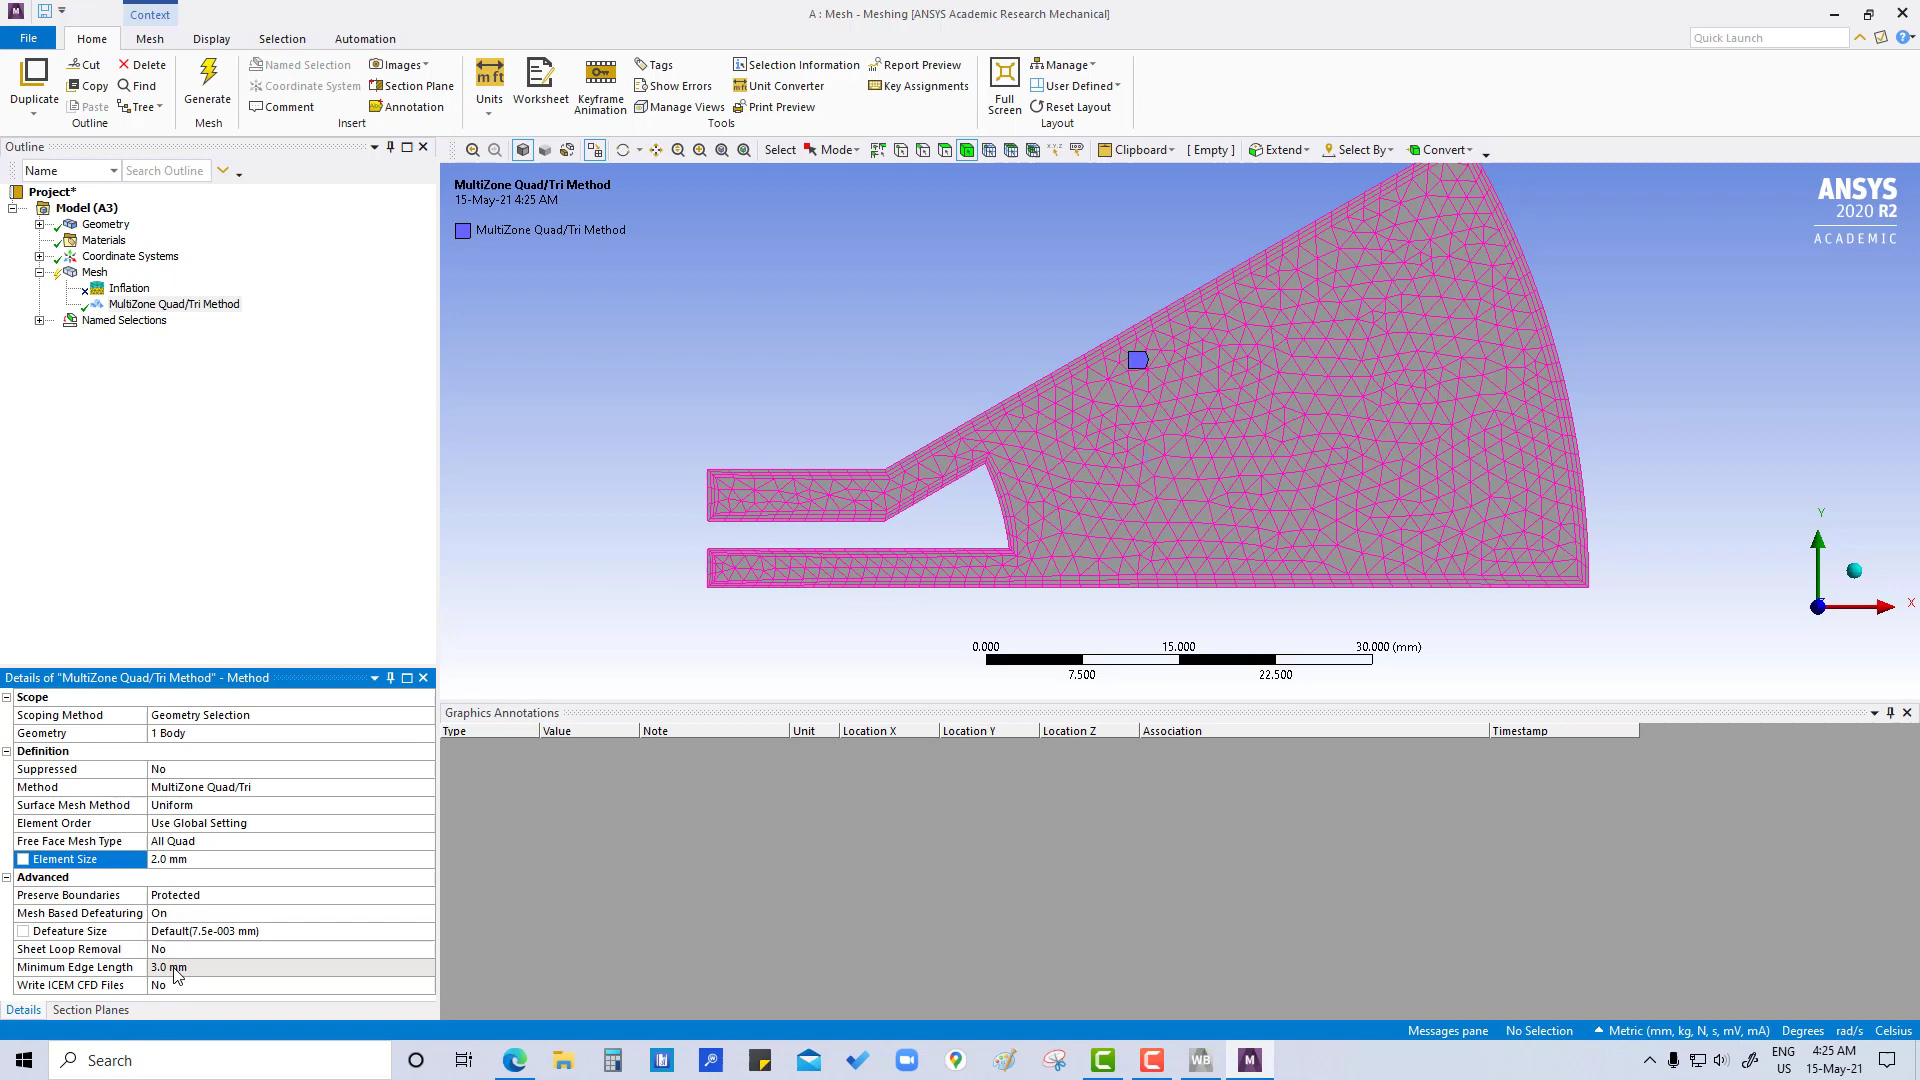 Context
A : Mesh - Meshing [ANSYS Academic Research Mechanical]
File Home Mesh Display Selection Automation
Quick Launch
Duplicate
Cut Delete
Copy Find
Paste Tree
Outline
Generate
Mesh
Named Selection Images
Coordinate System Section Plane
Comment Annotation
Insert
Units
Worksheet
Keyframe Animation
Tags
Show Errors
Manage Views
Selection Information
Unit Converter
Print Preview
Report Preview
Key Assignments
Tools
Full Screen
Manage
User Defined
Reset Layout
Layout
Outline
Name Search Outline
Select Mode Clipboard [ Empty ] Extend Select By Convert
Project*
Model (A3)
Geometry
Materials
Coordinate Systems
Mesh
Inflation
MultiZone Quad/Tri Method
Named Selections
MultiZone Quad/Tri Method
15-May-21 4:25 AM
MultiZone Quad/Tri Method
ANSYS
2020 R2
ACADEMIC
Y
X
0.000 15.000 30.000 (mm)
7.500 22.500
Details of "MultiZone Quad/Tri Method" - Method
Scope
Scoping Method Geometry Selection
Geometry 1 Body
Definition
Suppressed No
Method MultiZone Quad/Tri
Surface Mesh Method Uniform
Element Order Use Global Setting
Free Face Mesh Type All Quad
Element Size 2.0 mm
Advanced
Preserve Boundaries Protected
Mesh Based Defeaturing On
Defeature Size Default(7.5e-003 mm)
Sheet Loop Removal No
Minimum Edge Length 3.0 mm
Write ICEM CFD Files No
Details Section Planes
Graphics Annotations
Type Value Note Unit Location X Location Y Location Z Association Timestamp
Messages pane No Selection Metric (mm, kg, N, s, mV, mA) Degrees rad/s Celsius
Search
WB
M
ENG
US
4:25 AM
15-May-21